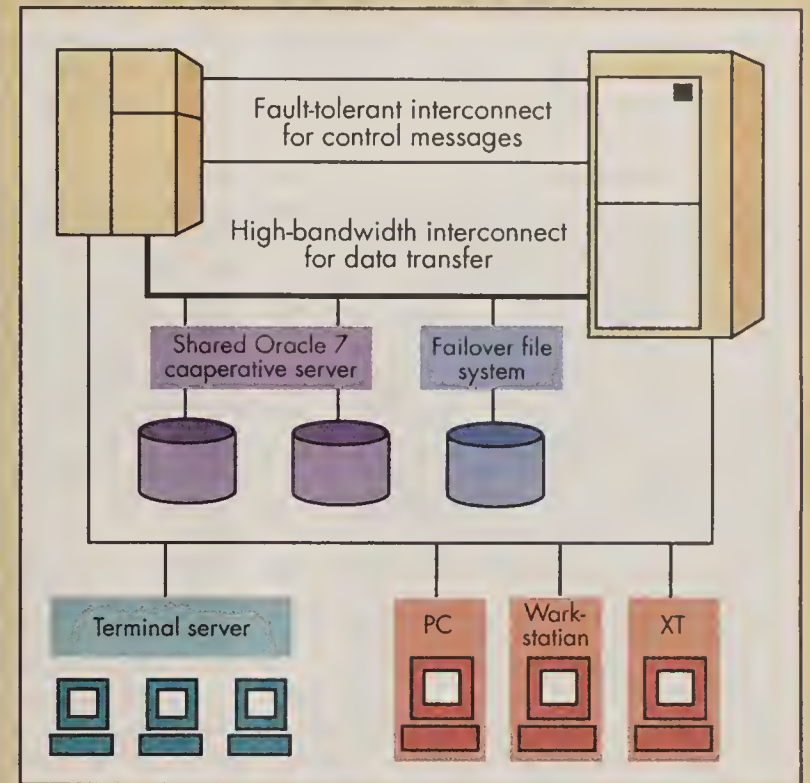 Fault-tolerant interconnect
for control messages
High-bandwidth interconnect
for data transfer
Shared Oracle 7
caaperative server
Failover file
system
Terminal server
PC
Wark-
statian
XT